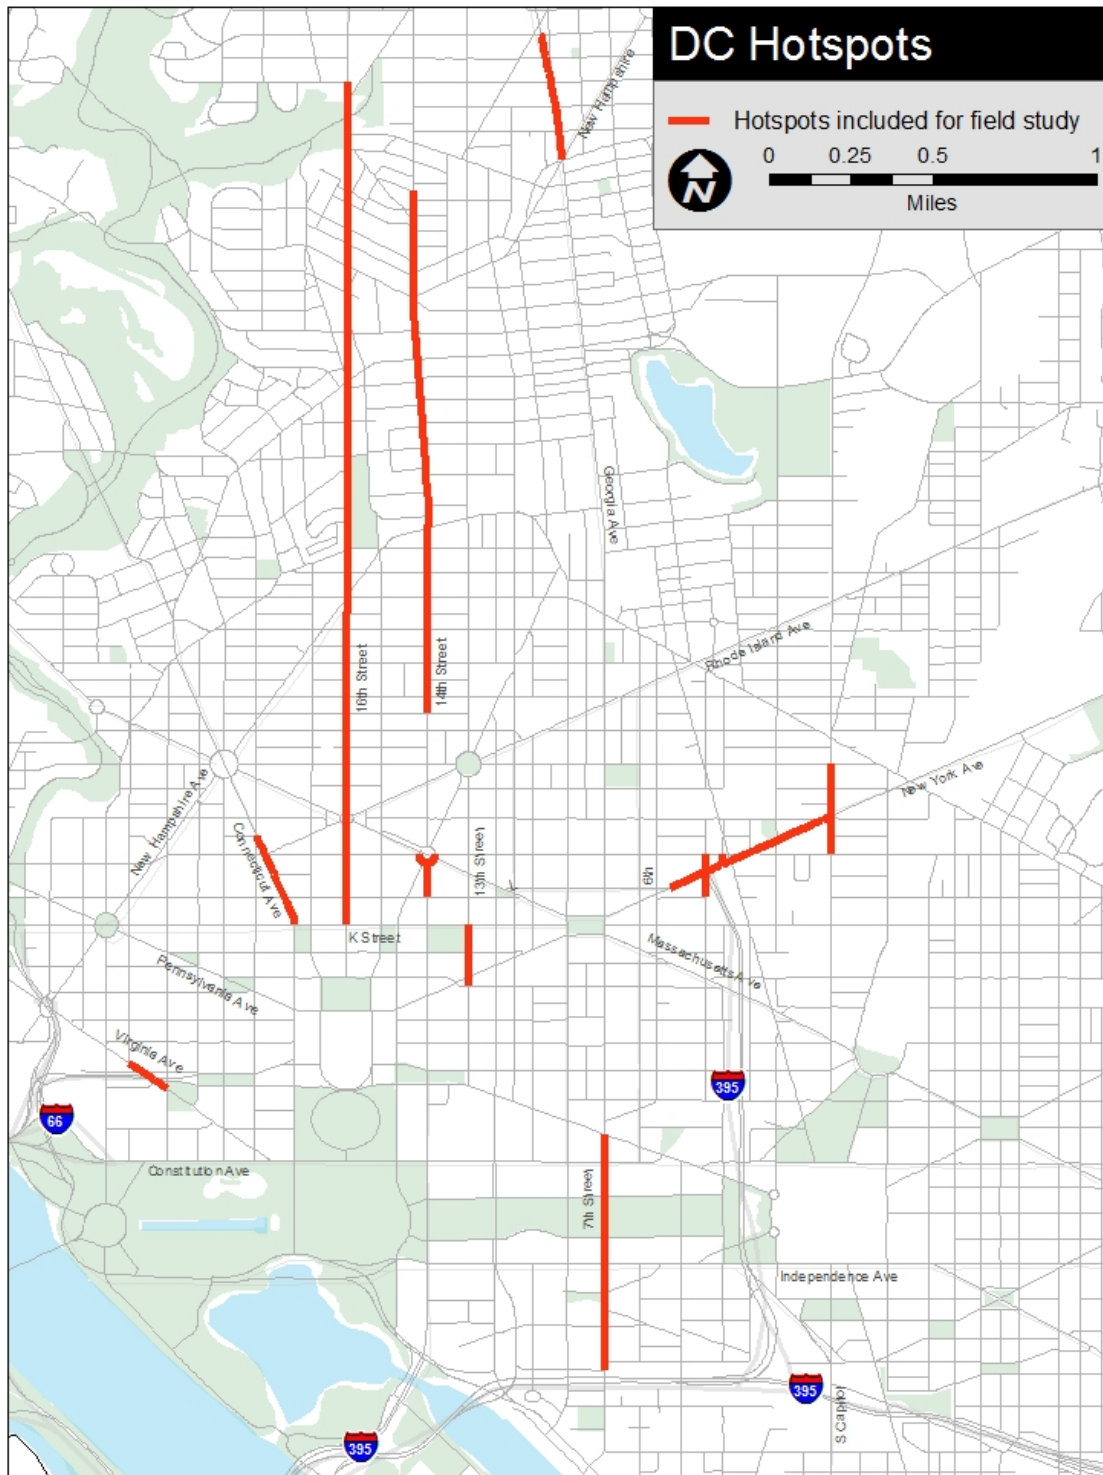 DC Hotspots
Hotspots included for field study
N
0 0.25 0.5 1
Miles
New Hampshire
Georgia Ave
Rhode Island Ave
16th Street
14th Street
New Hampshire Ave
New York Ave
Connecticut Ave
13th Street
6th
K Street
Massachusetts Ave
Pennsylvania Ave
Virginia Ave
395
66
Constitution Ave
7th Street
Independence Ave
395
S Capitol
395